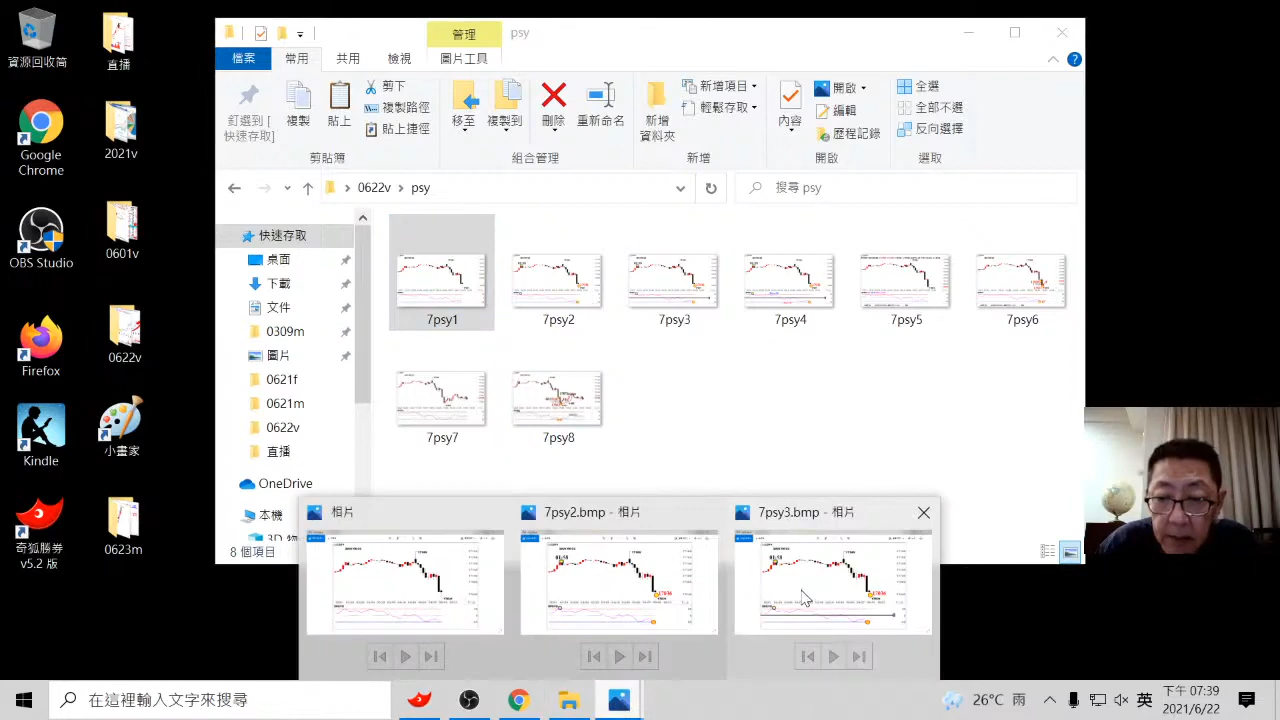 資源回收筒
直播
Google
Chrome
2021v
OBS Studio
0601v
Firefox
0622v
Kindle
小畫家
0623m
管理
psy
檔案
常用
共用
檢視
圖片工具
釘選到 [
快速存取]
複製
貼上
剪下
複製路徑
貼上捷徑
剪貼簿
移至
複製到
刪除
重新命名
組合管理
新增
資料夾
新增項目
輕鬆存取
新增
內容
開啟
編輯
歷程記錄
開啟
全選
全部不選
反向選擇
選取
0622v
psy
搜尋 psy
快速存取
桌面
下載
文件
0309m
圖片
0621f
0621m
0622v
直播
OneDrive
本機
8 個項目
7psy1
7psy2
7psy3
7psy4
7psy5
7psy6
7psy7
7psy8
相片
7psy2.bmp - 相片
7psy3.bmp - 相片
在這裡輸入文字來搜尋
26°C 雨
英
下午 07:39
2021/6/22